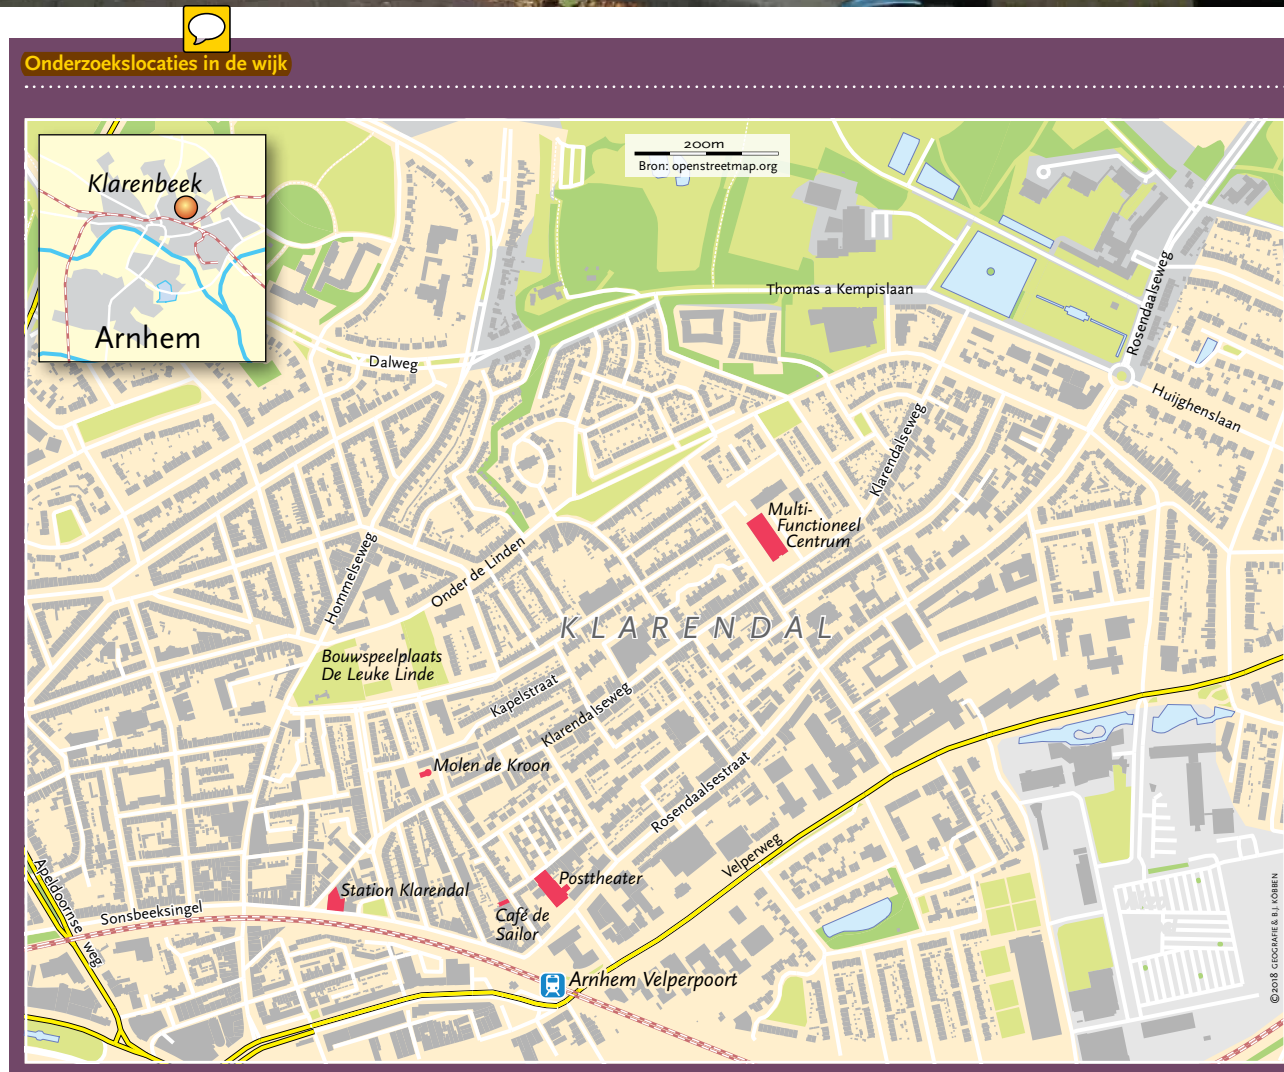 Onderzoekslocaties in de wijk
Klarenbeek
Arnhem
200m
Bron: openstreetmap.org
Thomas a Kempislaan
Rosendaalseweg
Dalweg
Huijghenslaan
Klarendalseweg
Multi-
Functioneel
Centrum
Hommelseweg
Onder de Linden
KLARENDAL
Bouwspeelplaats
De Leuke Linde
Kapelstraat
Klarendalseweg
Molen de Kroon
Rosendaalsestraat
Velperweg
Apeldoornse weg
Station Klarendal
Posttheater
Sonsbeeksingel
Café de
Sailor
Arnhem Velperpoort
© 2018 GEOGRAFIE & B.J. KÖBBEN